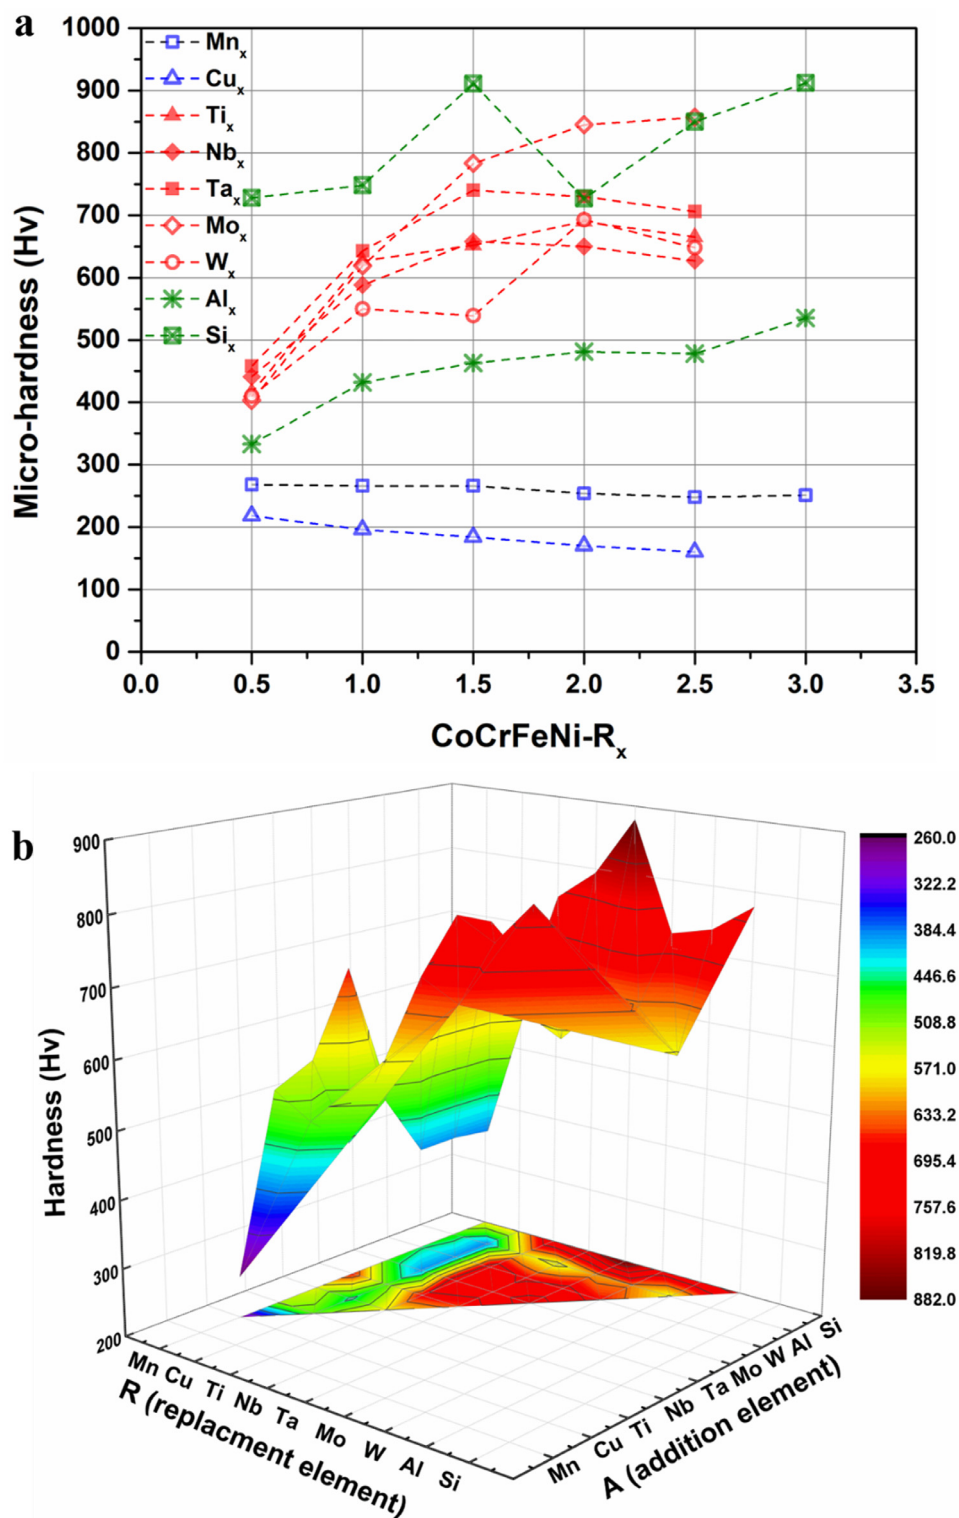 a
1000
900
800
700
600
500
400
300
200
100
0
Micro-hardness (Hv)
Mnₓ
Cuₓ
Tiₓ
Nbₓ
Taₓ
Moₓ
Wₓ
Alₓ
Siₓ
0.0 0.5 1.0 1.5 2.0 2.5 3.0 3.5
CoCrFeNi-Rₓ
b
900
800
700
600
500
400
300
200
Hardness (Hv)
Mn Cu Ti Nb Ta Mo W Al Si
R (replacment element)
Mn Cu Ti Nb Ta Mo W Al Si
A (addition element)
260.0
322.2
384.4
446.6
508.8
571.0
633.2
695.4
757.6
819.8
882.0